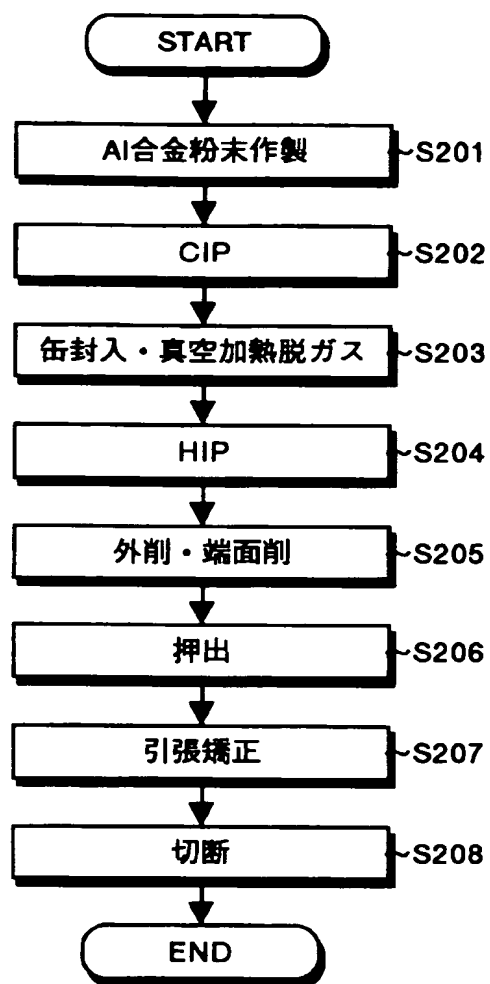 START
Al合金粉末作製 S201
CIP S202
缶封入・真空加熱脱ガス S203
HIP S204
外削・端面削 S205
押出 S206
引張矯正 S207
切断 S208
END